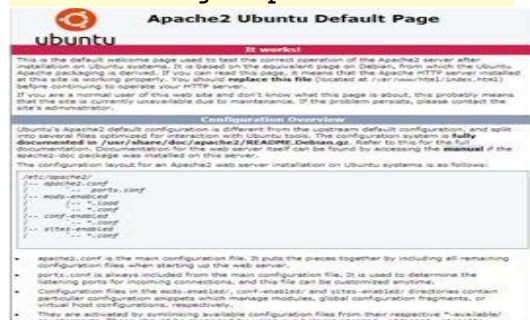 Apache2 Ubuntu Default Page
ubuntu
It works!
This is the default welcome page used to test the correct operation of the Apache2 server after
installation on Ubuntu systems. It is based on the equivalent page on Debian, from which the Ubuntu
Apache packaging is derived. If you can read this page, it means that the Apache HTTP server installed
at this site is working properly. You should replace this file (located at /var/www/html/index.html)
before continuing to operate your HTTP server.
If you are a normal user of this web site and don't know what this page is about, this probably means
that the site is currently unavailable due to maintenance. If the problem persists, please contact the
site's administrator.
Configuration Overview
Ubuntu's Apache2 default configuration is different from the upstream default configuration, and split
into several files optimized for interaction with Ubuntu tools. The configuration system is fully
documented in /usr/share/doc/apache2/README.Debian.gz. Refer to this for the full
documentation. Documentation for the web server itself can be found by accessing the manual if the
apache2-doc package was installed on this server.
The configuration layout for an Apache2 web server installation on Ubuntu systems is as follows:
/etc/apache2/
|-- apache2.conf
|       `-- ports.conf
|-- mods-enabled
|       |-- *.load
|       `-- *.conf
|-- conf-enabled
|       `-- *.conf
|-- sites-enabled
|       `-- *.conf
• apache2.conf is the main configuration file. It puts the pieces together by including all remaining
configuration files when starting up the web server.
• ports.conf is always included from the main configuration file. It is used to determine the
listening ports for incoming connections, and this file can be customized anytime.
• Configuration files in the mods-enabled/, conf-enabled/ and sites-enabled/ directories contain
particular configuration snippets which manage modules, global configuration fragments, or
virtual host configurations, respectively.
• They are activated by symlinking available configuration files from their respective *-available/